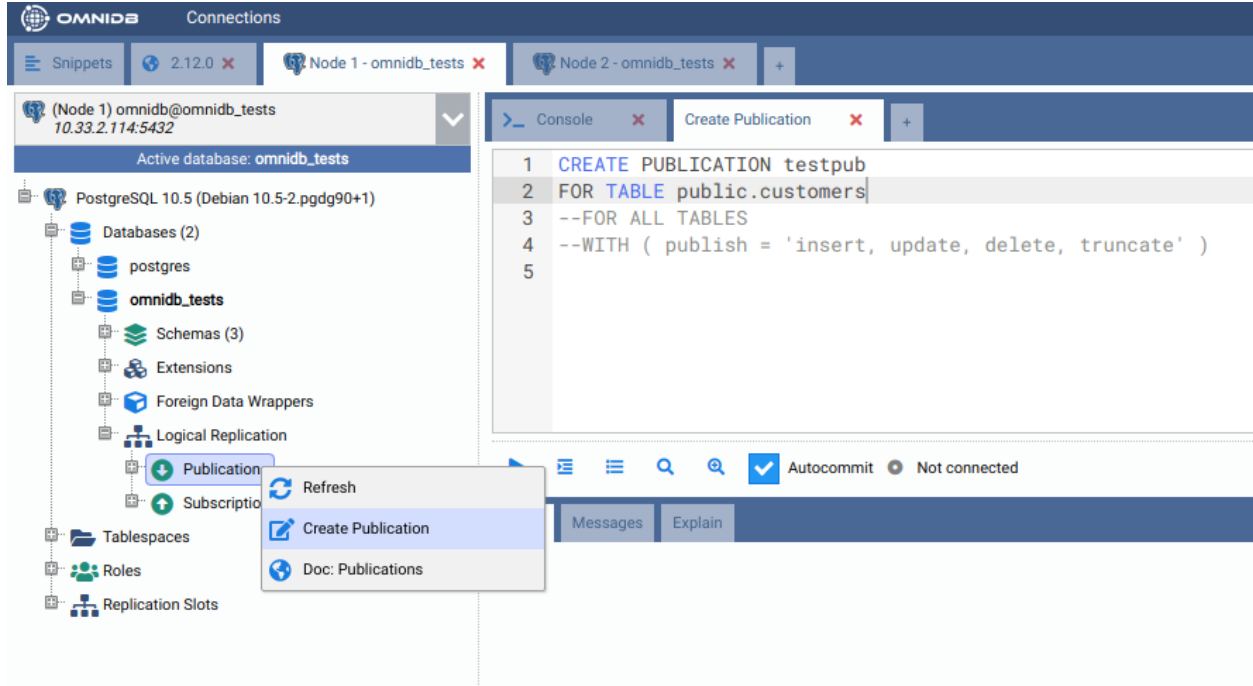 OMNIDB Connections
Snippets 2.12.0 Node 1 - omnidb_tests Node 2 - omnidb_tests +
(Node 1) omnidb@omnidb_tests
10.33.2.114:5432
Active database: omnidb_tests
PostgreSQL 10.5 (Debian 10.5-2.pgdg90+1)
Databases (2)
postgres
omnidb_tests
Schemas (3)
Extensions
Foreign Data Wrappers
Logical Replication
Publication
Subscriptio
Tablespaces
Roles
Replication Slots
Refresh
Create Publication
Doc: Publications
>_ Console Create Publication +
1 CREATE PUBLICATION testpub
2 FOR TABLE public.customers
3 --FOR ALL TABLES
4 --WITH ( publish = 'insert, update, delete, truncate' )
5
Autocommit Not connected
Messages Explain